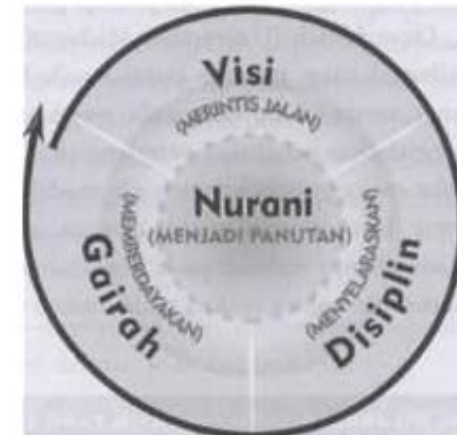 Visi
(MERINTIS JALAN)
Nurani
(MENJADI PANUTAN)
Gairah
(MEMBERDAYAKAN)
Disiplin
(MENYELARASKAN)